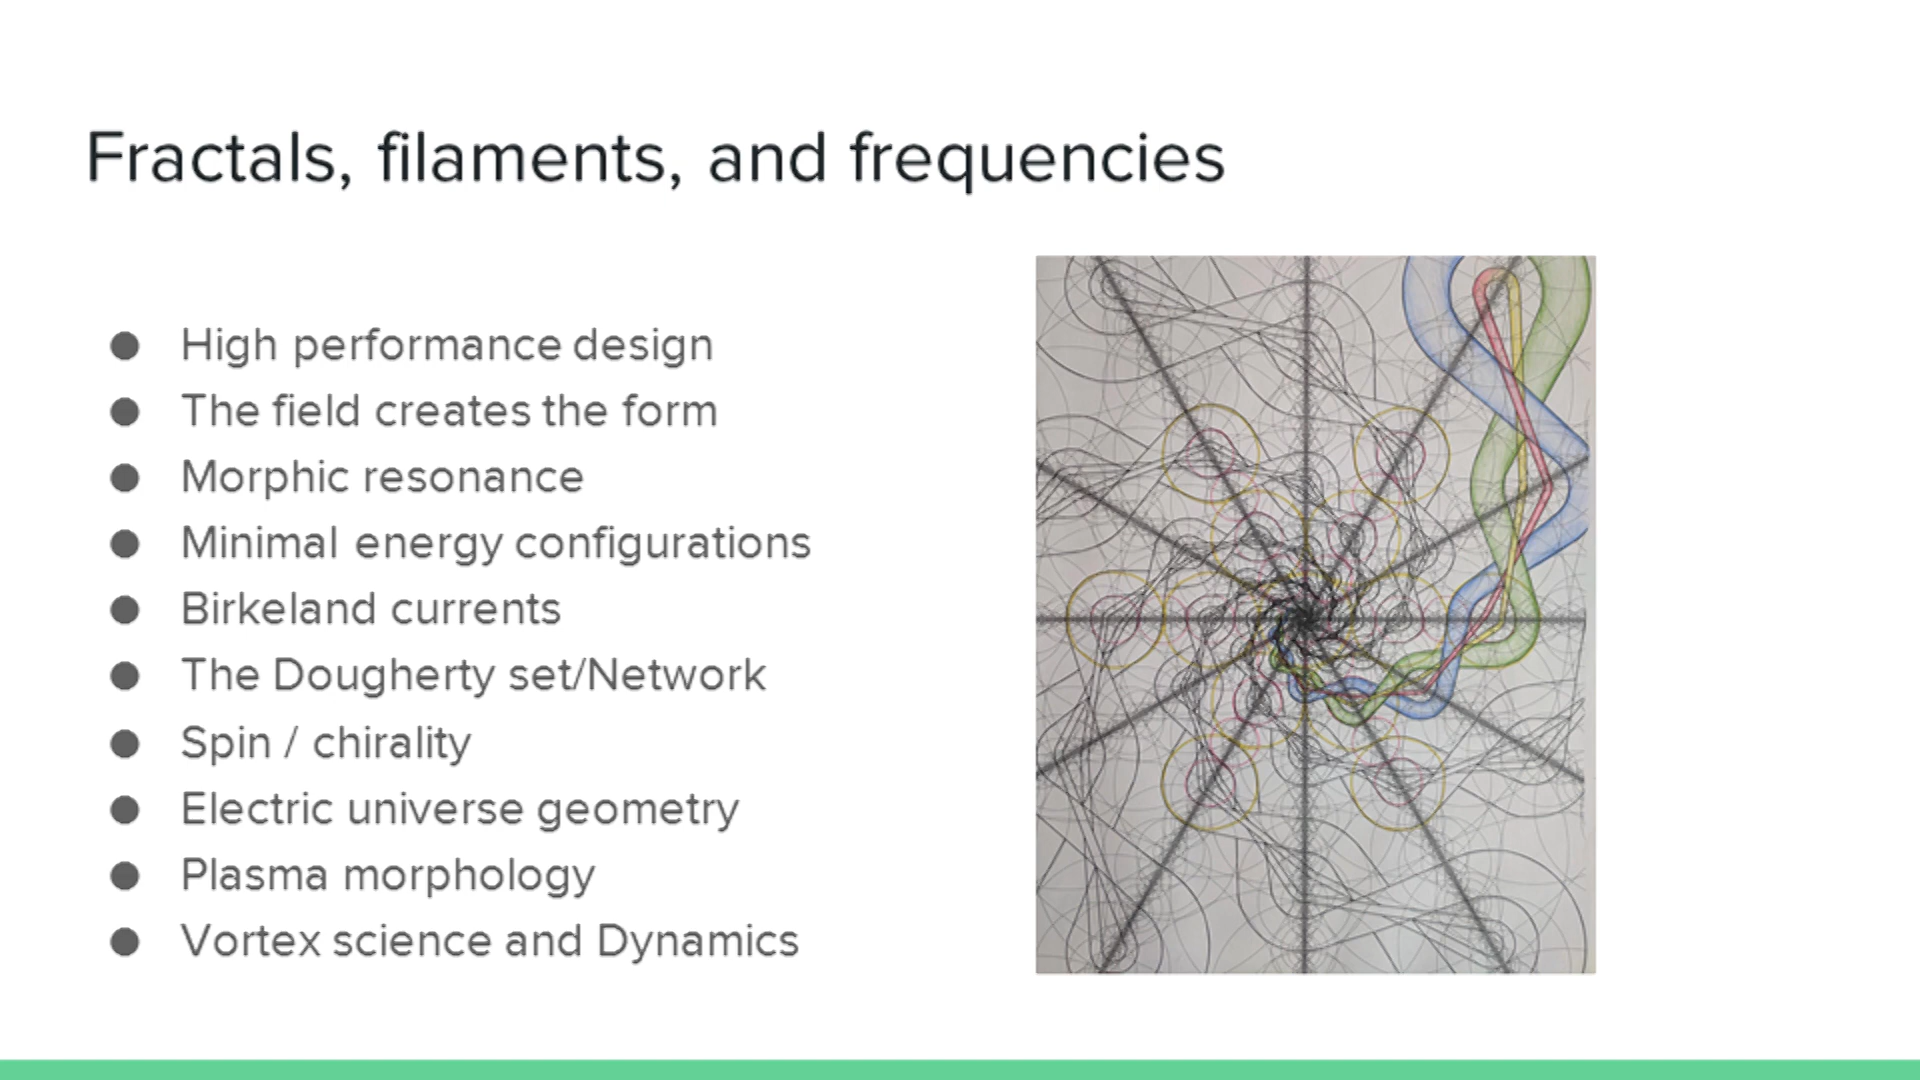 Fractals, filaments, and frequencies
● High performance design
● The field creates the form
● Morphic resonance
● Minimal energy configurations
● Birkeland currents
● The Dougherty set/Network
● Spin / chirality
● Electric universe geometry
● Plasma morphology
● Vortex science and Dynamics